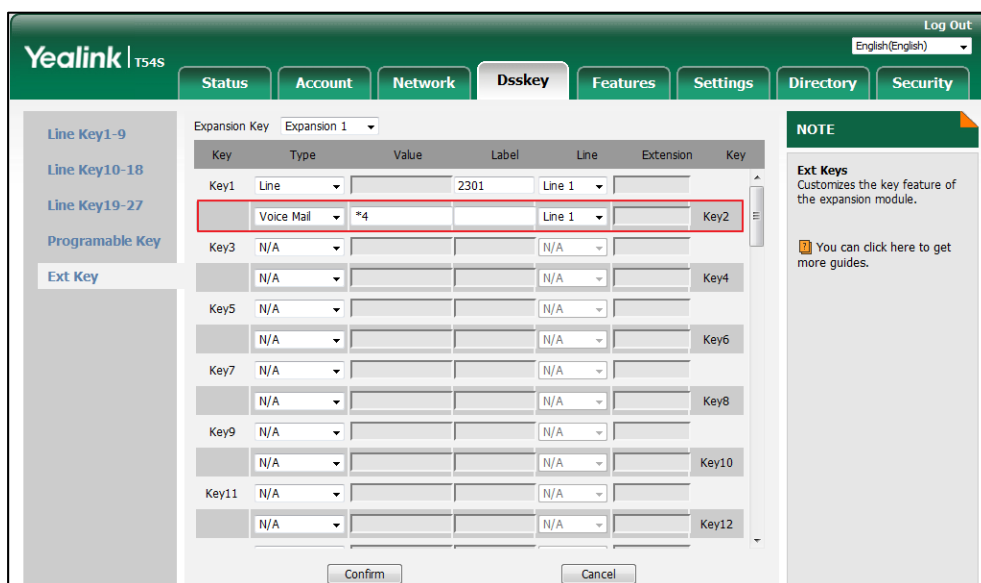 Log Out
Yealink T54S
English(English)
Status Account Network Dsskey Features Settings Directory Security
Line Key1-9
Line Key10-18
Line Key19-27
Programable Key
Ext Key
Expansion Key Expansion 1
Key Type Value Label Line Extension Key
Key1 Line 2301 Line 1
Voice Mail *4 Line 1 Key2
Key3 N/A N/A
N/A N/A Key4
Key5 N/A N/A
N/A N/A Key6
Key7 N/A N/A
N/A N/A Key8
Key9 N/A N/A
N/A N/A Key10
Key11 N/A N/A
N/A N/A Key12
Confirm Cancel
NOTE
Ext Keys
Customizes the key feature of
the expansion module.
You can click here to get
more guides.